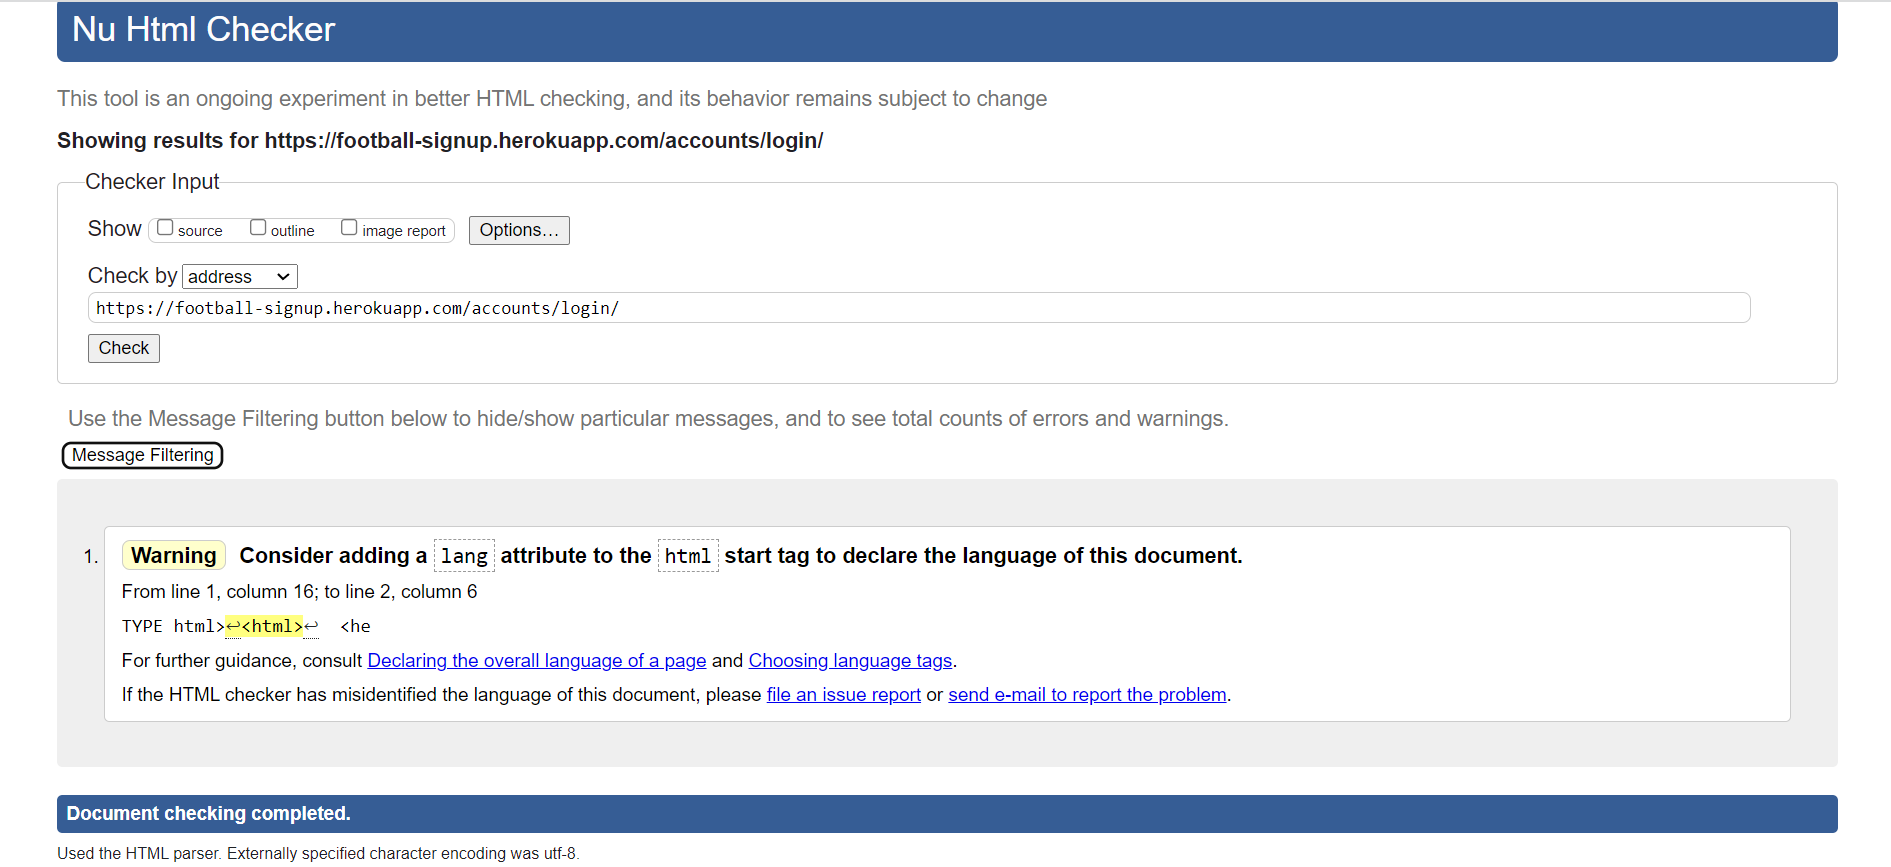 Nu Html Checker
This tool is an ongoing experiment in better HTML checking, and its behavior remains subject to change
Showing results for https://football-signup.herokuapp.com/accounts/login/
Checker Input
Show source outline image report Options...
Check by address
https://football-signup.herokuapp.com/accounts/login/
Check
Use the Message Filtering button below to hide/show particular messages, and to see total counts of errors and warnings.
Message Filtering
1. Warning Consider adding a lang attribute to the html start tag to declare the language of this document.
From line 1, column 16; to line 2, column 6
TYPE html>↩<html>↩ <he
For further guidance, consult Declaring the overall language of a page and Choosing language tags.
If the HTML checker has misidentified the language of this document, please file an issue report or send e-mail to report the problem.
Document checking completed.
Used the HTML parser. Externally specified character encoding was utf-8.